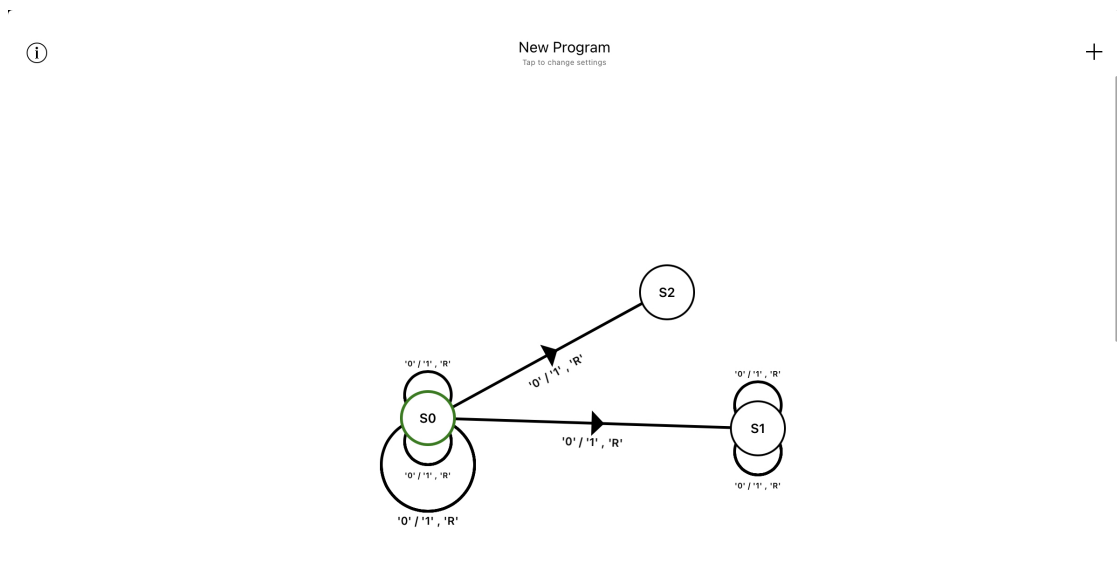 New Program
Tap to change settings
S2
'0' / '1' , 'R'
'0' / '1' , 'R'
'0' / '1' , 'R'
S0
S1
'0' / '1' , 'R'
'0' / '1' , 'R'
'0' / '1' , 'R'
'0' / '1' , 'R'